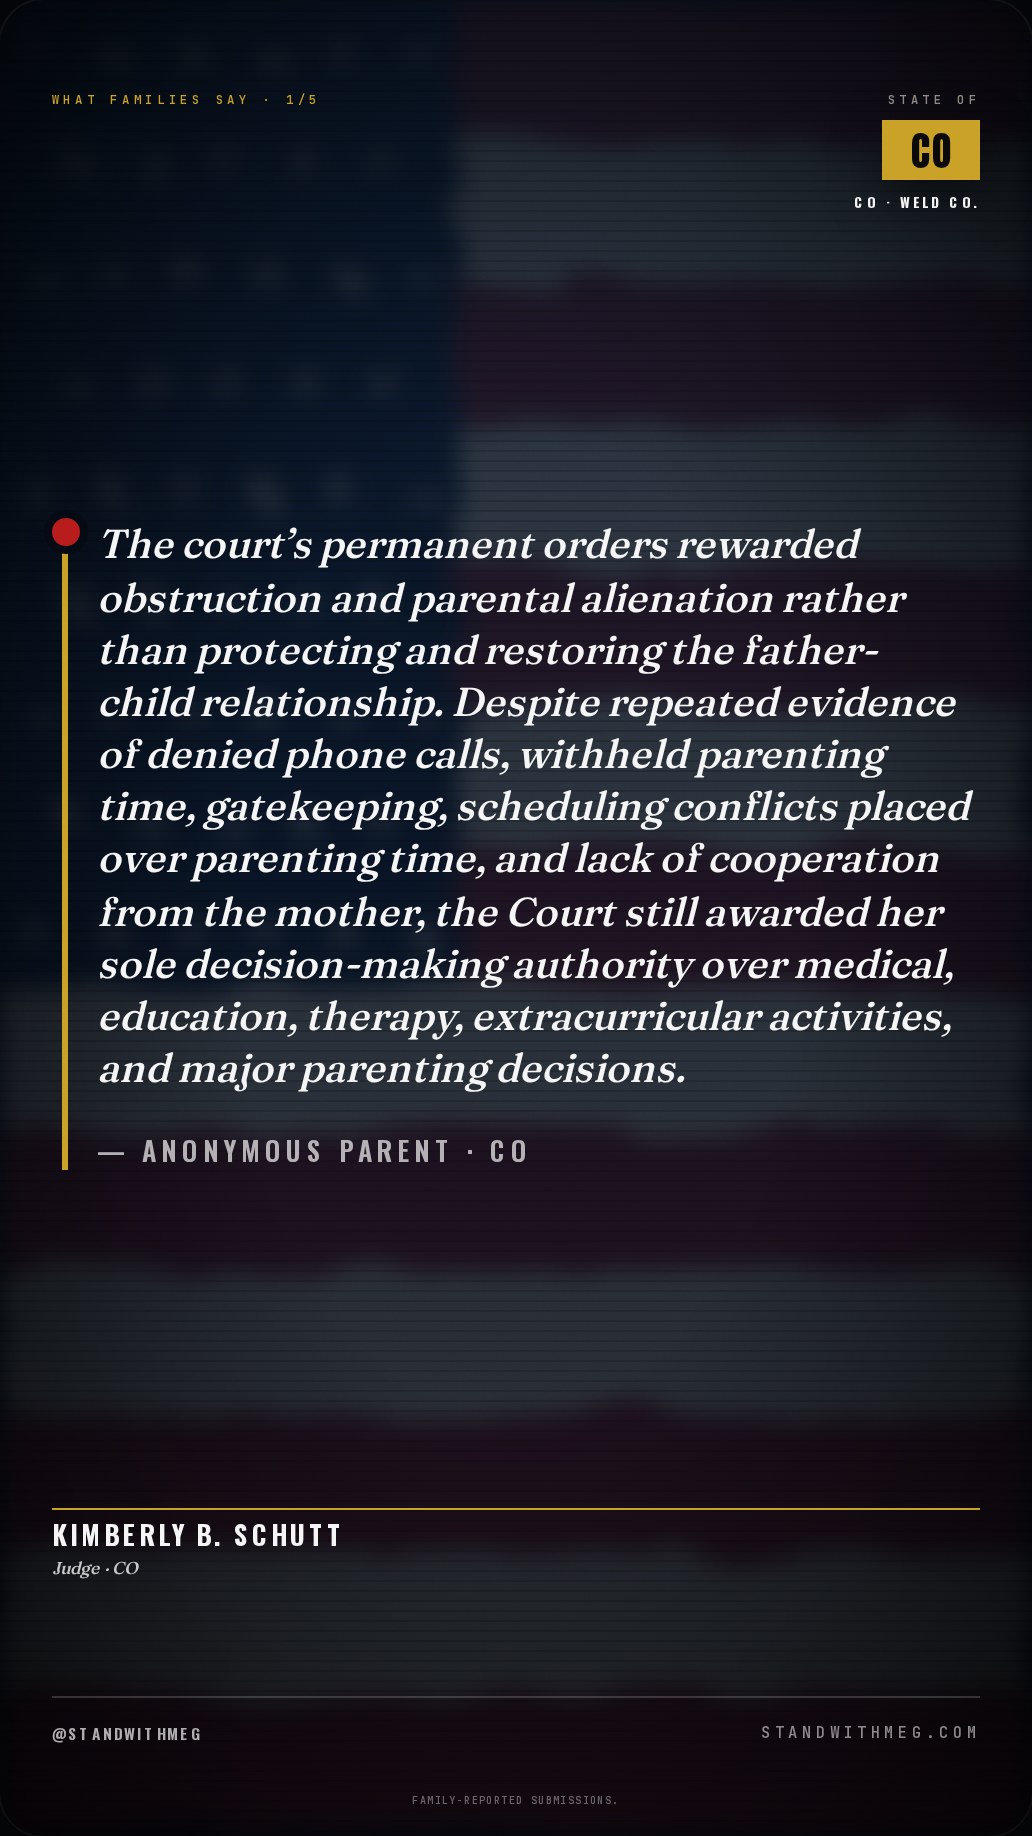 WHAT FAMILIES SAY · 1/5
STATE OF
CO
CO · WELD CO.
The court’s permanent orders rewarded
obstruction and parental alienation rather
than protecting and restoring the father-
child relationship. Despite repeated evidence
of denied phone calls, withheld parenting
time, gatekeeping, scheduling conflicts placed
over parenting time, and lack of cooperation
from the mother, the Court still awarded her
sole decision-making authority over medical,
education, therapy, extracurricular activities,
and major parenting decisions.
— ANONYMOUS PARENT · CO
KIMBERLY B. SCHUTT
Judge · CO
@STANDWITHMEG
STANDWITHMEG.COM
FAMILY-REPORTED SUBMISSIONS.